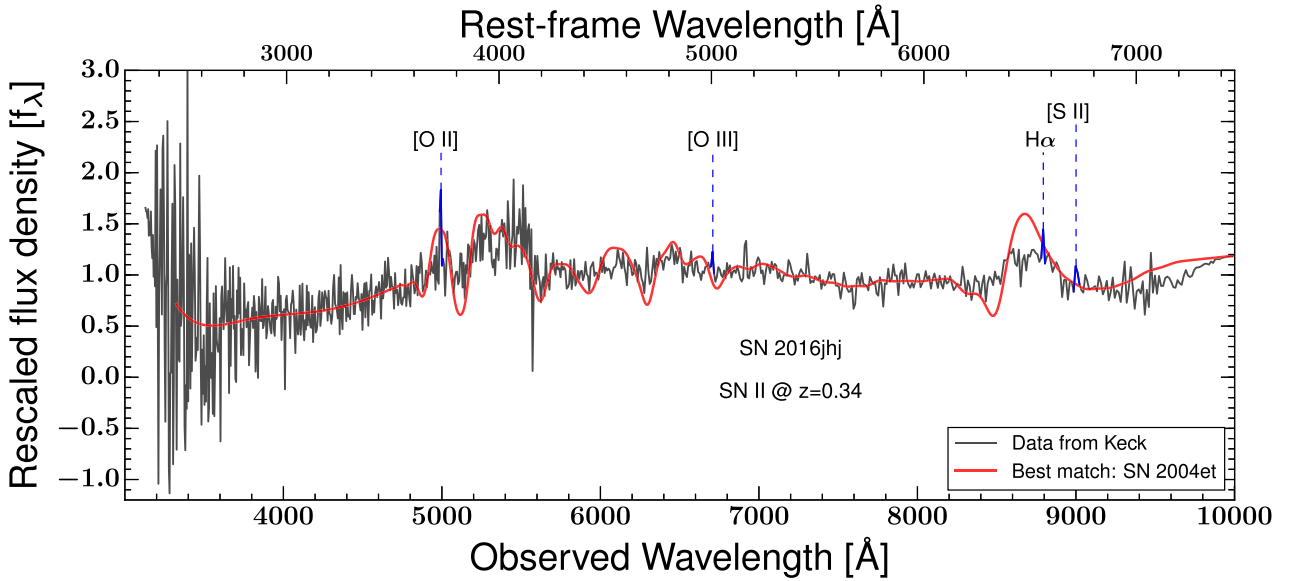 Rest-frame Wavelength [Å]
3000 4000 5000 6000 7000
Rescaled flux density [fλ]
3.0
2.5
2.0
1.5
1.0
0.5
0.0
−0.5
−1.0
[O II]
[O III]
[S II]
Hα
SN 2016jhj
SN II @ z=0.34
Data from Keck
Best match: SN 2004et
4000 5000 6000 7000 8000 9000 10000
Observed Wavelength [Å]